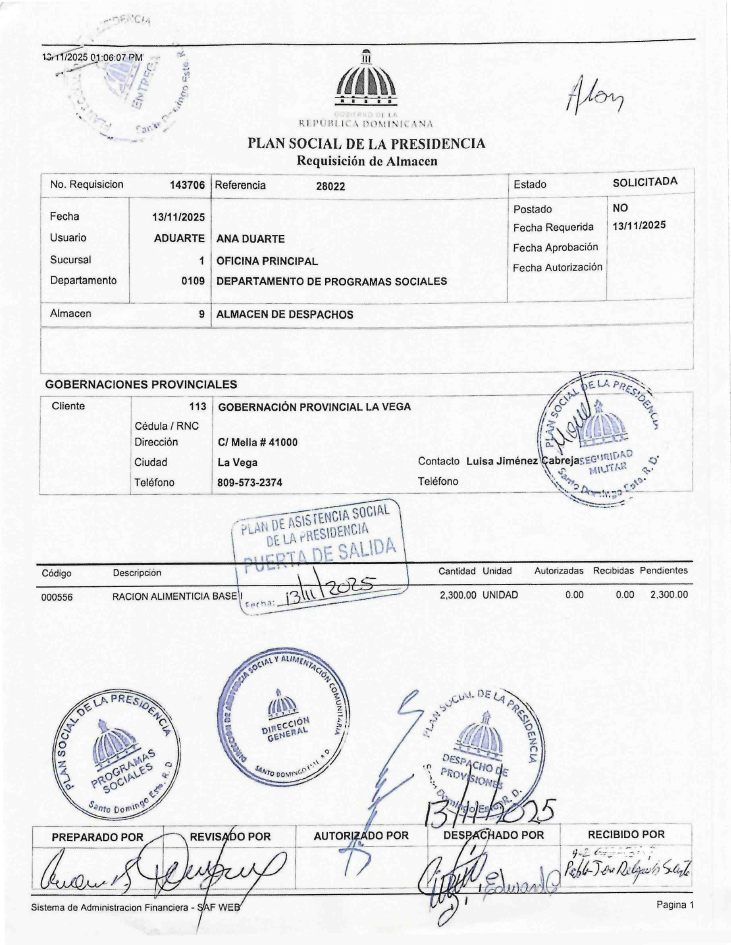 PRESIDENCIA
13/11/2025 01:06:07 PM
ENTREGA
Santo Domingo Este. R.
Alon
GOBIERNO DE LA
REPÚBLICA DOMINICANA
PLAN SOCIAL DE LA PRESIDENCIA
Requisición de Almacen
No. Requisicion 143706 Referencia 28022 Estado SOLICITADA
Postado NO
Fecha 13/11/2025 Fecha Requerida 13/11/2025
Usuario ADUARTE ANA DUARTE Fecha Aprobación
Sucursal 1 OFICINA PRINCIPAL Fecha Autorización
Departamento 0109 DEPARTAMENTO DE PROGRAMAS SOCIALES
Almacen 9 ALMACEN DE DESPACHOS
GOBERNACIONES PROVINCIALES
Cliente 113 GOBERNACIÓN PROVINCIAL LA VEGA
Cédula / RNC
Dirección C/ Mella # 41000
Ciudad La Vega Contacto Luisa Jiménez Cabreja
Teléfono 809-573-2374 Teléfono
PLAN SOCIAL DE LA PRESIDENCIA
Miguel
SEGURIDAD
MILITAR
Santo Domingo Este, R. D.
PLAN DE ASISTENCIA SOCIAL
DE LA PRESIDENCIA
PUERTA DE SALIDA
Fecha: 13/11/2025
Código Descripción Cantidad Unidad Autorizadas Recibidas Pendientes
000556 RACION ALIMENTICIA BASE I 2,300.00 UNIDAD 0.00 0.00 2,300.00
PLAN SOCIAL DE LA PRESIDENCIA
PROGRAMAS
SOCIALES
Santo Domingo Este. R. D
DIRECCIÓN DE ASISTENCIA SOCIAL Y ALIMENTACIÓN COMUNITARIA
DIRECCIÓN
GENERAL
SANTO DOMINGO
PLAN SOCIAL DE LA PRESIDENCIA
DESPACHO DE
PROVISIONES
Santo Domingo Este, R. D.
13/11/2025
PREPARADO POR REVISADO POR AUTORIZADO POR DESPACHADO POR RECIBIDO POR
Eduardo
Pablo
Sistema de Administracion Financiera - SAF WEB Pagina 1